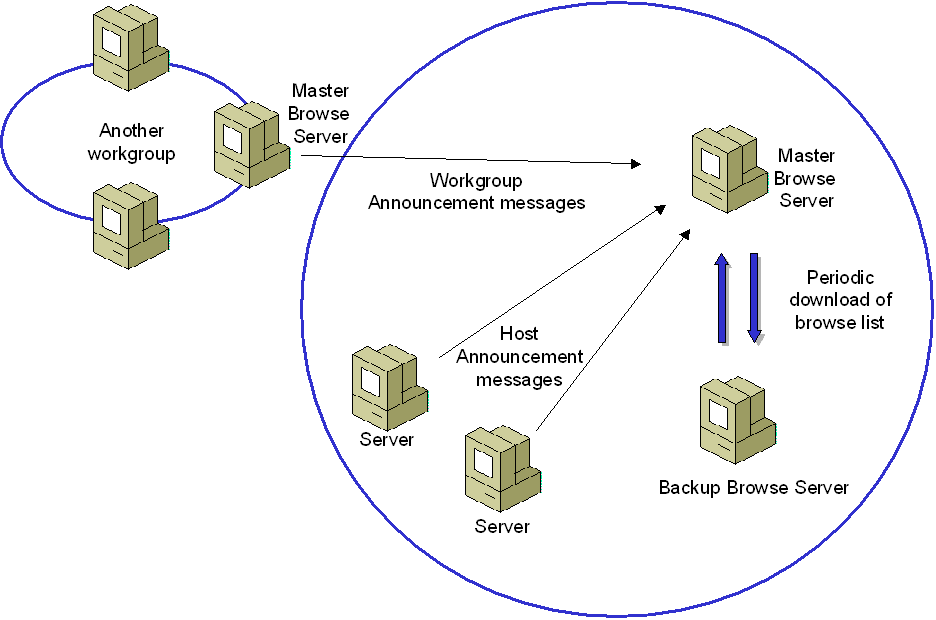 Another
workgroup
Master
Browse
Server
Workgroup
Announcement messages
Master
Browse
Server
Periodic
download of
browse list
Host
Announcement
messages
Server
Server
Backup Browse Server